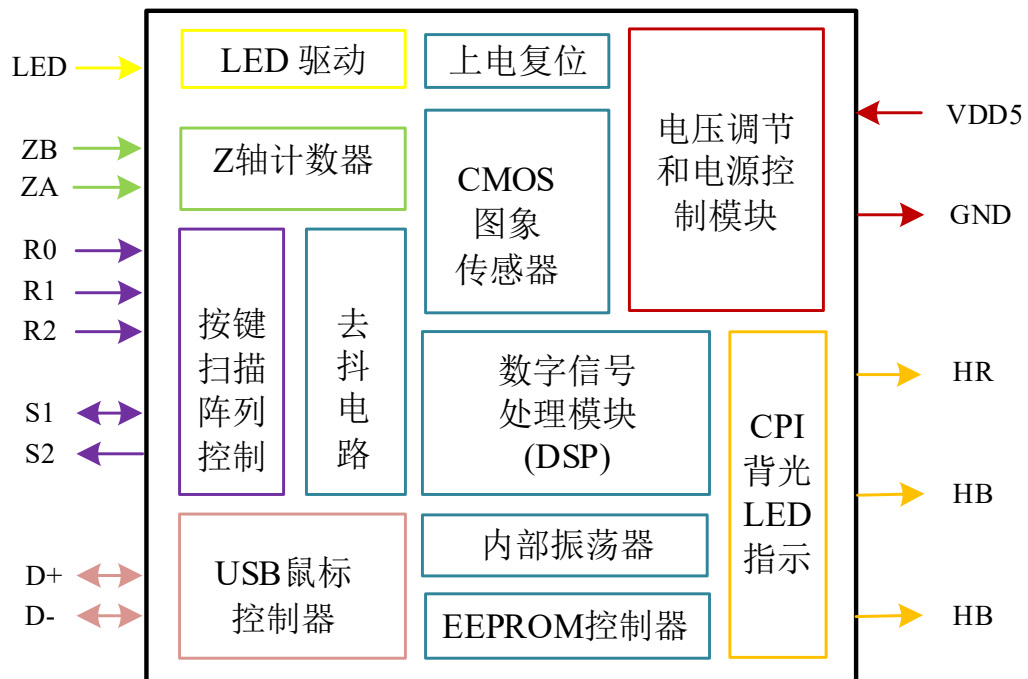 LED
ZB
ZA
R0
R1
R2
S1
S2
D+
D-
LED 驱动
上电复位
Z轴计数器
CMOS
图象
传感器
电压调节
和电源控
制模块
按键
扫描
阵列
控制
去
抖
电
路
数字信号
处理模块
(DSP)
CPI
背光
LED
指示
USB鼠标
控制器
内部振荡器
EEPROM控制器
VDD5
GND
HR
HB
HB